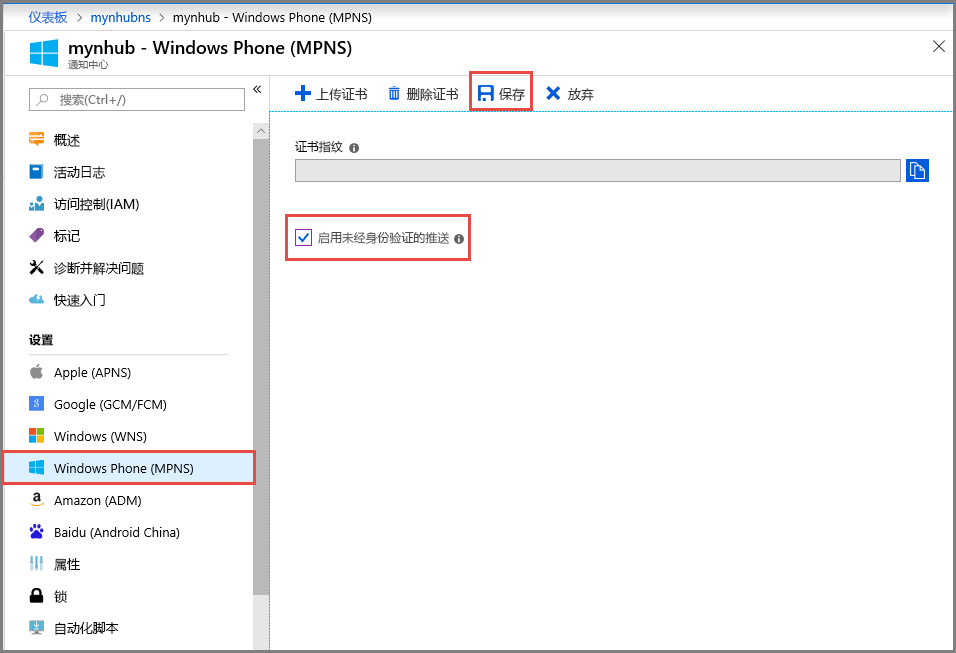 仪表板 > mynhubns > mynhub - Windows Phone (MPNS)
mynhub - Windows Phone (MPNS)
通知中心
搜索(Ctrl+/)
«
概述
活动日志
访问控制(IAM)
标记
诊断并解决问题
快速入门
设置
Apple (APNS)
Google (GCM/FCM)
Windows (WNS)
Windows Phone (MPNS)
Amazon (ADM)
Baidu (Android China)
属性
锁
自动化脚本
上传证书 删除证书 保存 放弃
证书指纹
启用未经身份验证的推送